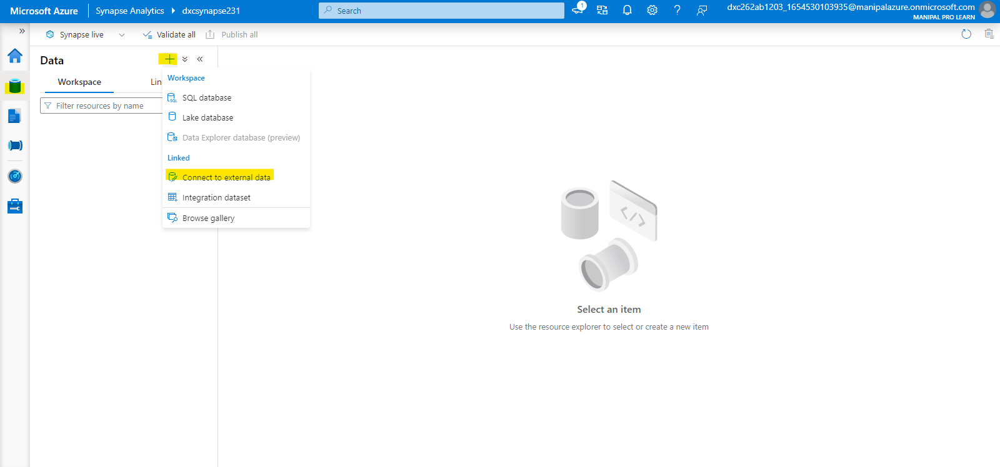 Microsoft Azure Synapse Analytics dxcsynapse231 Search 1 dxc262ab1203_1654530103935@manipalazure.onmicrosoft.com
MANIPAL PRO LEARN
Synapse live Validate all Publish all
Data
Workspace Lin
Filter resources by name
Workspace
SQL database
Lake database
Data Explorer database (preview)
Linked
Connect to external data
Integration dataset
Browse gallery
Select an item
Use the resource explorer to select or create a new item